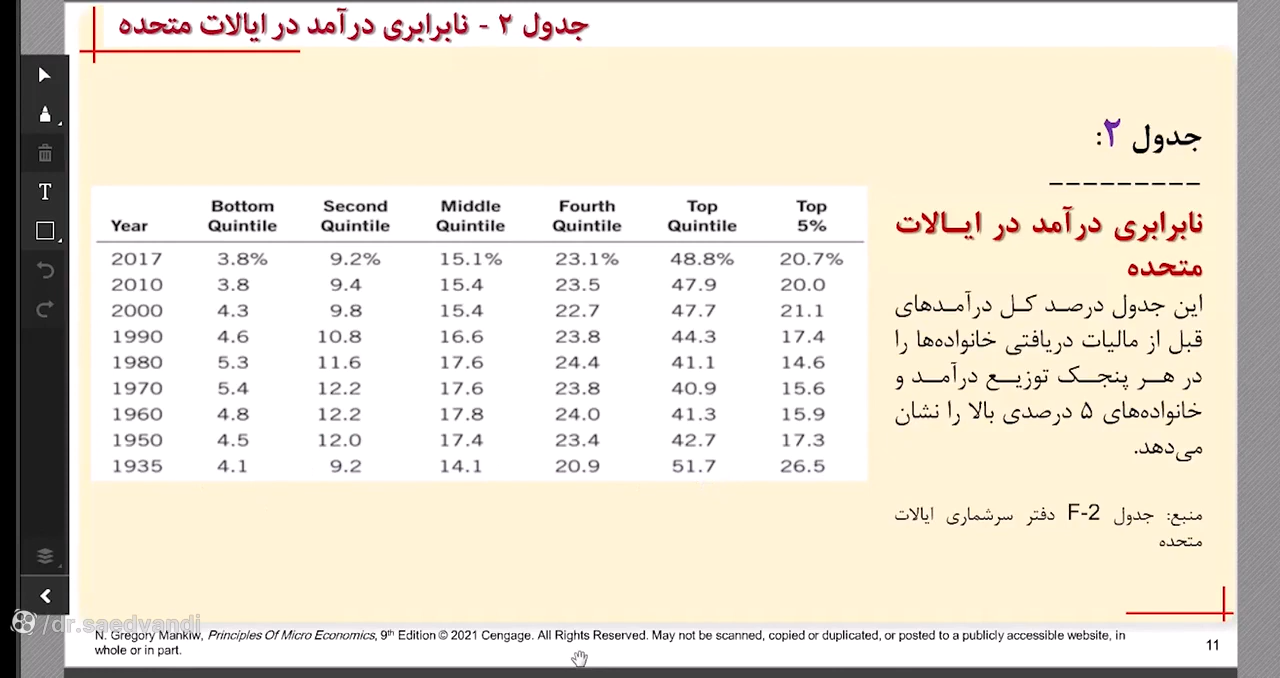 جدول ۲ - نابرابری درآمد در ایالات متحده
جدول ۲:
---------
نابرابری درآمد در ایـالات
متحده
این جدول درصد کـل درآمـدهای
قبل از مالیات دریافتی خانواده‌ها را
در هـر پنجـک توزیـع درآمـد و
خانواده‌های ۵ درصدی بالا را نشان
می‌دهد.
منبع: جدول F-2 دفتر سرشماری ایالات
متحده
Year Bottom Quintile Second Quintile Middle Quintile Fourth Quintile Top Quintile Top 5%
2017 3.8% 9.2% 15.1% 23.1% 48.8% 20.7%
2010 3.8 9.4 15.4 23.5 47.9 20.0
2000 4.3 9.8 15.4 22.7 47.7 21.1
1990 4.6 10.8 16.6 23.8 44.3 17.4
1980 5.3 11.6 17.6 24.4 41.1 14.6
1970 5.4 12.2 17.6 23.8 40.9 15.6
1960 4.8 12.2 17.8 24.0 41.3 15.9
1950 4.5 12.0 17.4 23.4 42.7 17.3
1935 4.1 9.2 14.1 20.9 51.7 26.5
/dr.saedvandi
N. Gregory Mankiw, Principles Of Micro Economics, 9th Edition © 2021 Cengage. All Rights Reserved. May not be scanned, copied or duplicated, or posted to a publicly accessible website, in
whole or in part.
11